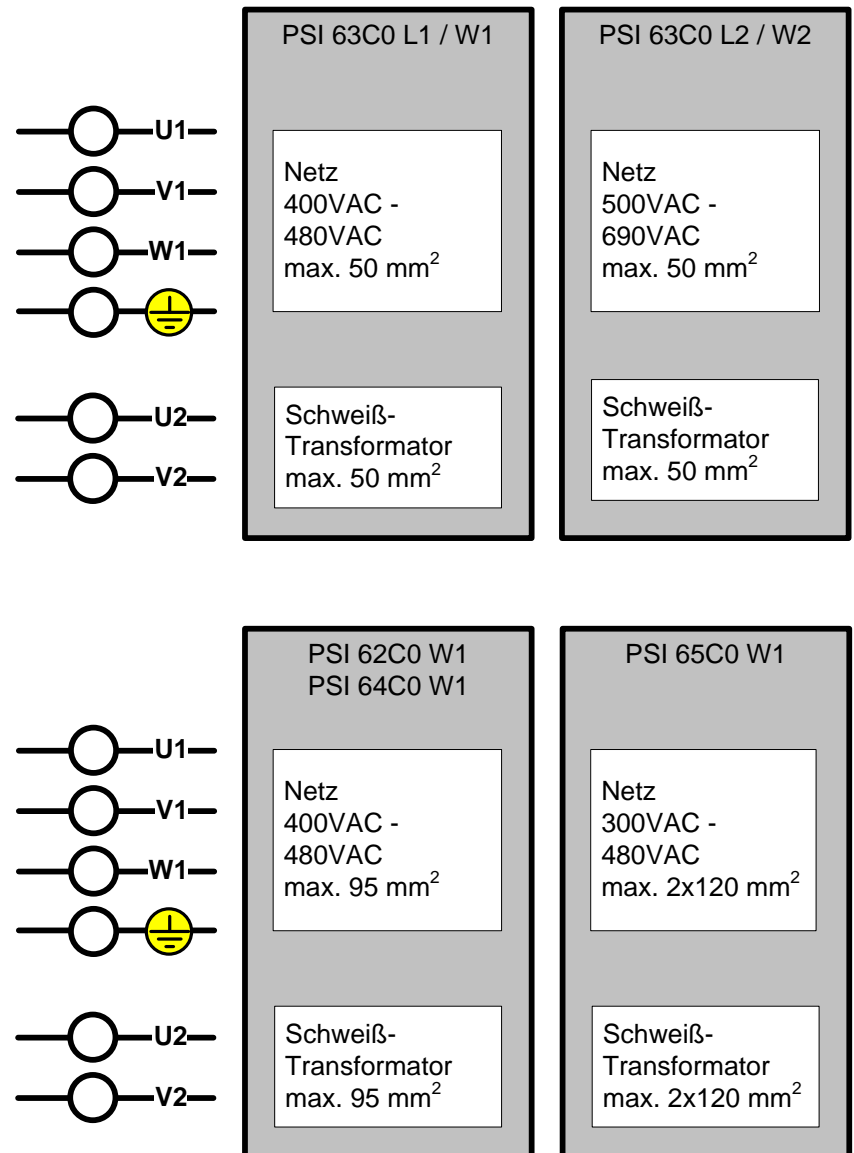 PSI 63C0 L1 / W1
PSI 63C0 L2 / W2
U1
V1
W1
U2
V2
Netz
400VAC -
480VAC
max. 50 mm²
Netz
500VAC -
690VAC
max. 50 mm²
Schweiß-
Transformator
max. 50 mm²
Schweiß-
Transformator
max. 50 mm²
PSI 62C0 W1
PSI 64C0 W1
PSI 65C0 W1
U1
V1
W1
U2
V2
Netz
400VAC -
480VAC
max. 95 mm²
Netz
300VAC -
480VAC
max. 2x120 mm²
Schweiß-
Transformator
max. 95 mm²
Schweiß-
Transformator
max. 2x120 mm²